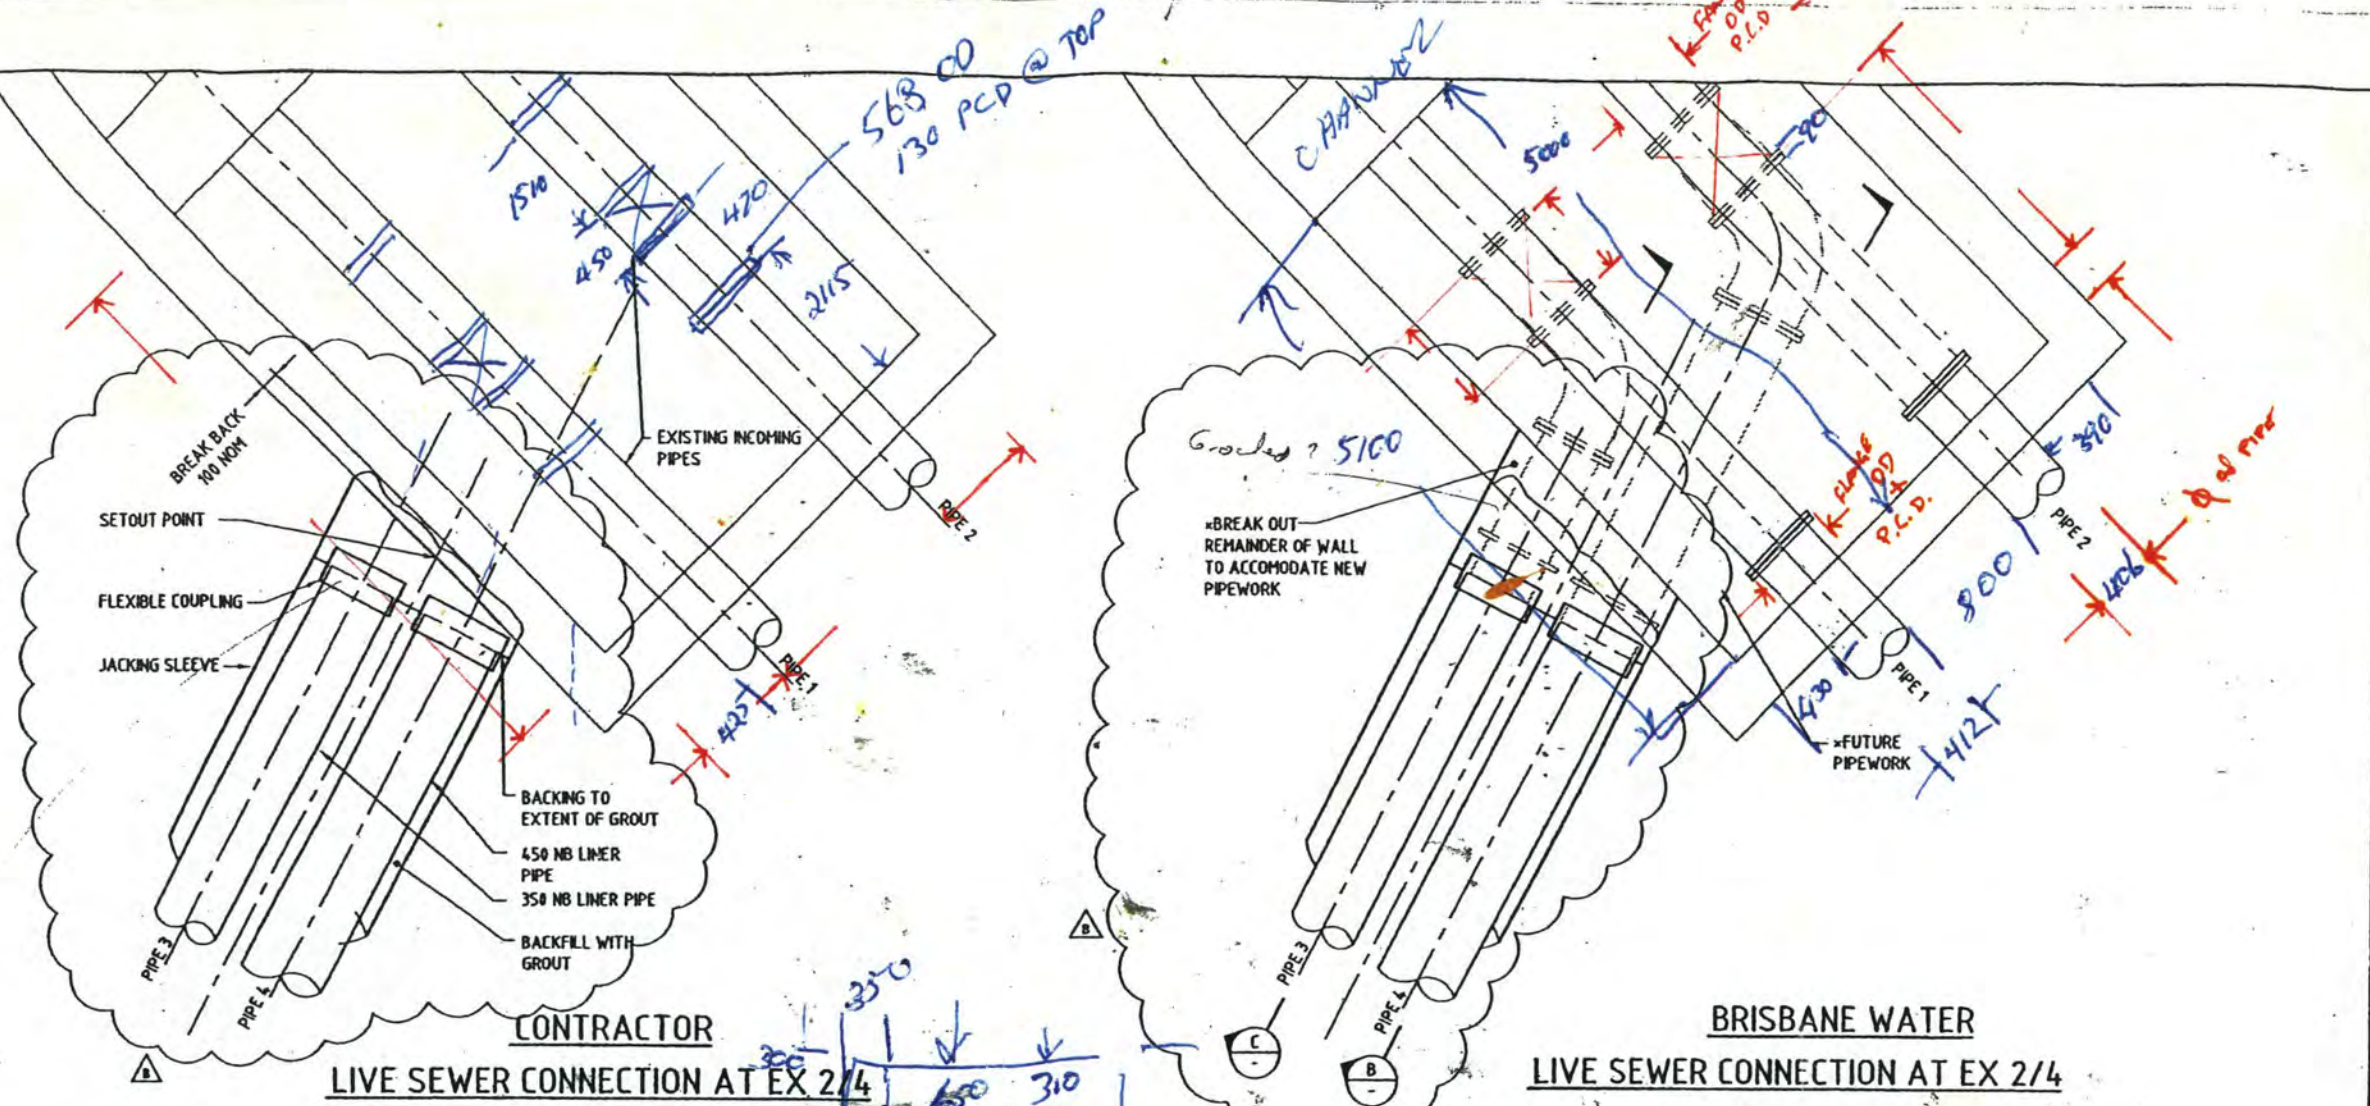 568 OD
130 PCD @ TOP
1510
450
470
2115
BREAK BACK
100 NOM
SETOUT POINT
FLEXIBLE COUPLING
JACKING SLEEVE
EXISTING INCOMING
PIPES
PIPE 2
PIPE 1
425
BACKING TO
EXTENT OF GROUT
450 NB LINER
PIPE
350 NB LINER PIPE
BACKFILL WITH
GROUT
PIPE 3
PIPE 4
B
CONTRACTOR
LIVE SEWER CONNECTION AT EX 2/4
350
300
600
310
OD
P.C.D
CHANNEL
5000
90
5100
×BREAK OUT
REMAINDER OF WALL
TO ACCOMODATE NEW
PIPEWORK
FLANGE
OD
+
P.C.D.
390
OF PIPE
PIPE 2
406
800
PIPE 1
430
412
×FUTURE
PIPEWORK
B
PIPE 3
PIPE 4
C
-
B
-
BRISBANE WATER
LIVE SEWER CONNECTION AT EX 2/4